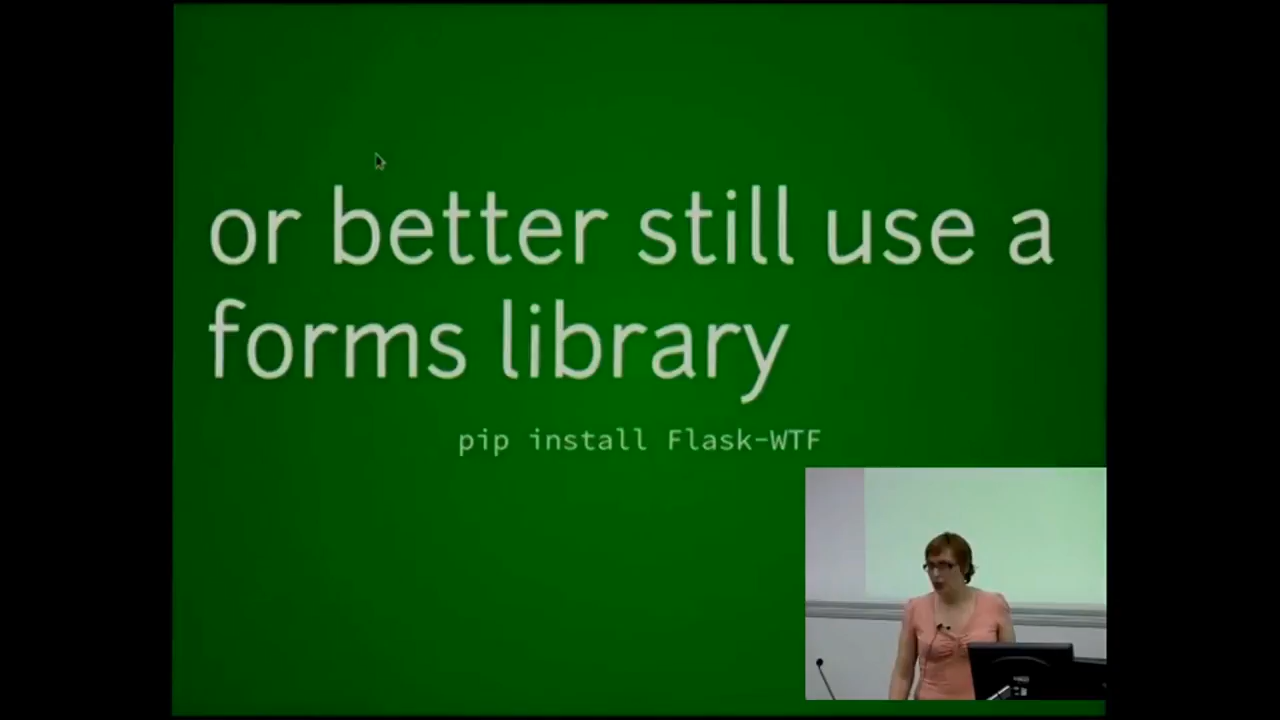 or better still use a
forms library
pip install Flask-WTF